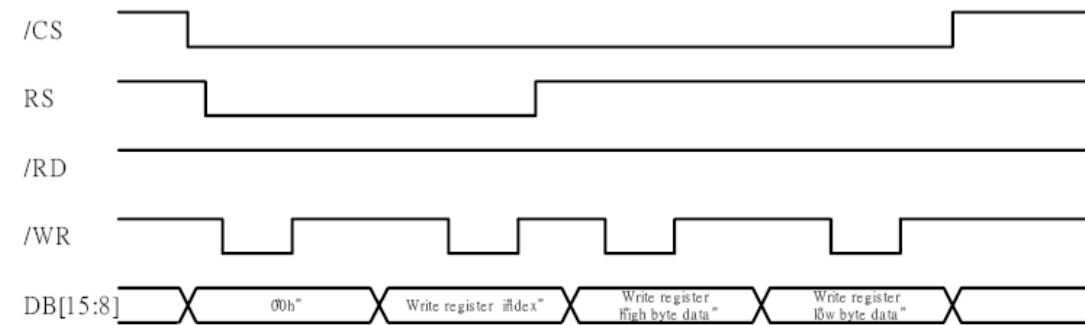 /CS
RS
/RD
/WR
DB[15:8]
"00h"
Write register "index"
Write register
"high byte data"
Write register
"low byte data"